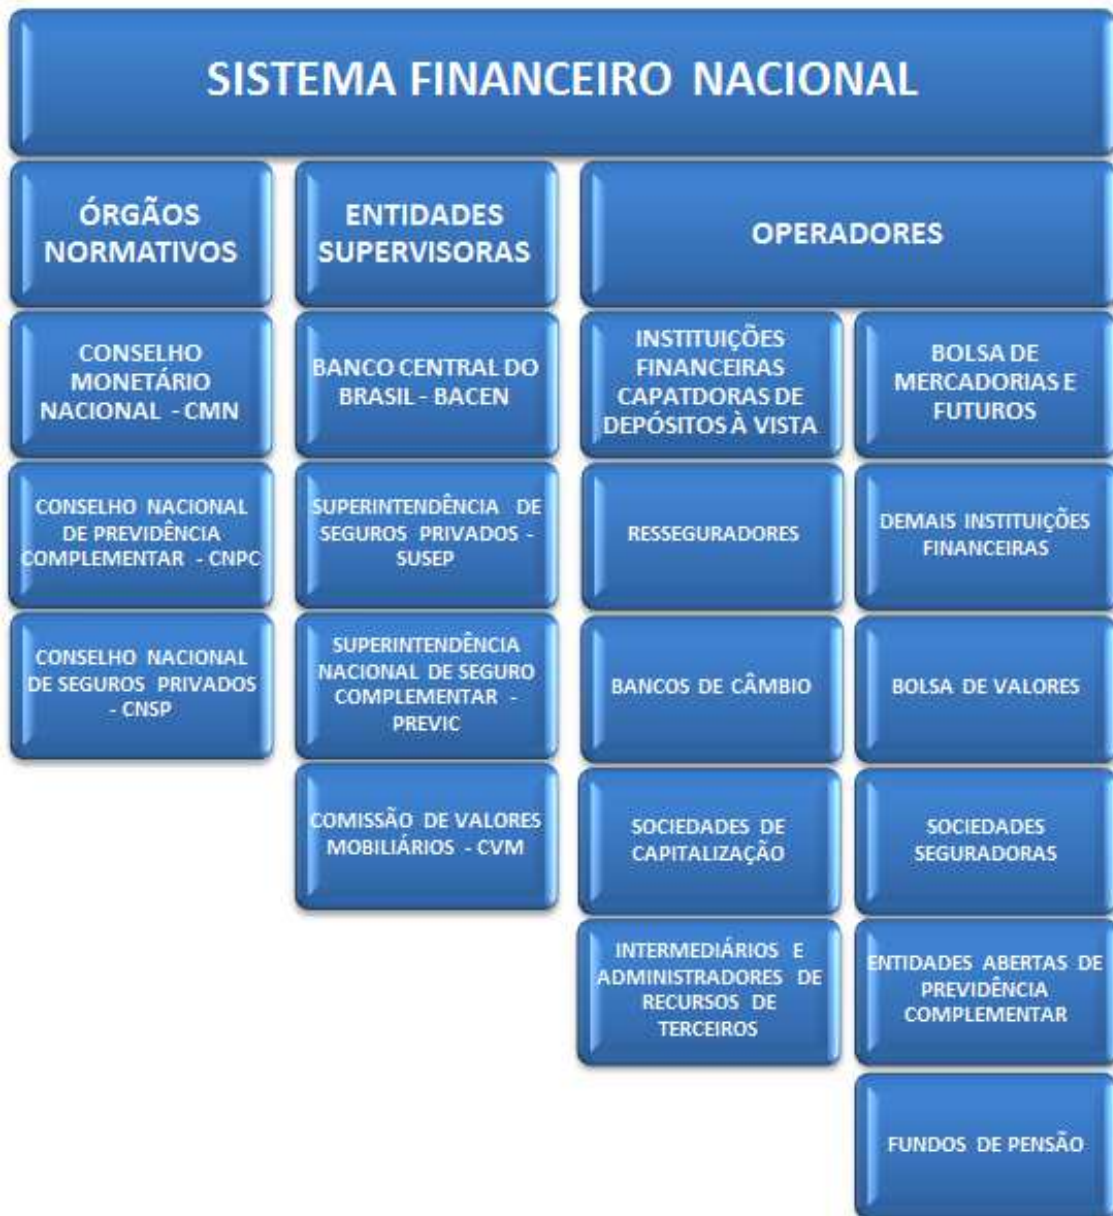 SISTEMA FINANCEIRO NACIONAL
ÓRGÃOS
NORMATIVOS
ENTIDADES
SUPERVISORAS
OPERADORES
CONSELHO
MONETÁRIO
NACIONAL - CMN
BANCO CENTRAL DO
BRASIL - BACEN
INSTITUIÇÕES
FINANCEIRAS
CAPATDORAS DE
DEPÓSITOS À VISTA
BOLSA DE
MERCADORIAS E
FUTUROS
CONSELHO NACIONAL
DE PREVIDÊNCIA
COMPLEMENTAR - CNPC
SUPERINTENDÊNCIA DE
SEGUROS PRIVADOS -
SUSEP
RESSEGURADORES
DEMAIS INSTITUIÇÕES
FINANCEIRAS
CONSELHO NACIONAL
DE SEGUROS PRIVADOS
- CNSP
SUPERINTENDÊNCIA
NACIONAL DE SEGURO
COMPLEMENTAR -
PREVIC
BANCOS DE CÂMBIO
BOLSA DE VALORES
COMISSÃO DE VALORES
MOBILIÁRIOS - CVM
SOCIEDADES DE
CAPITALIZAÇÃO
SOCIEDADES
SEGURADORAS
INTERMEDIÁRIOS E
ADMINISTRADORES DE
RECURSOS DE
TERCEIROS
ENTIDADES ABERTAS DE
PREVIDÊNCIA
COMPLEMENTAR
FUNDOS DE PENSÃO